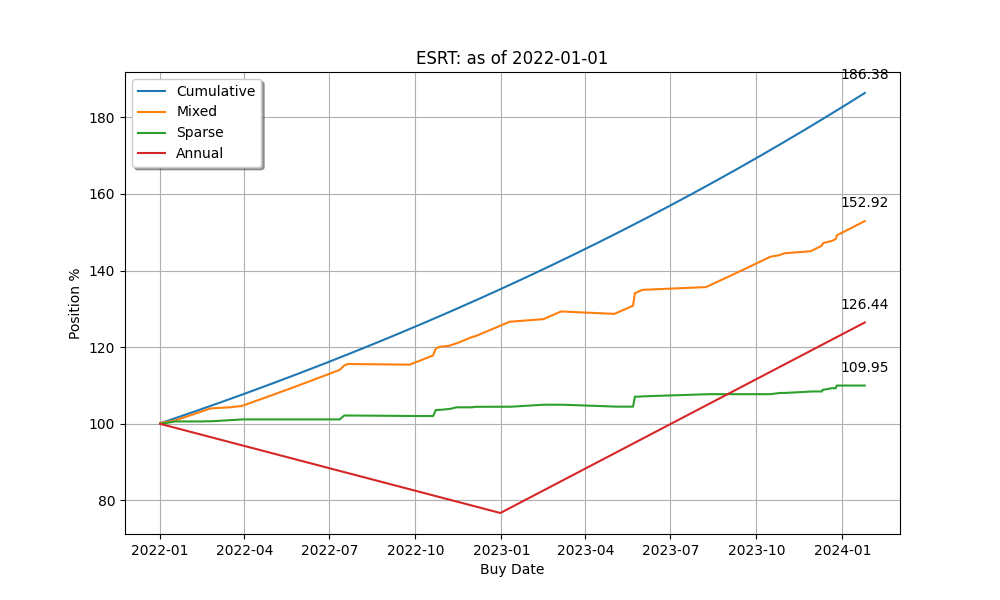 ESRT: as of 2022-01-01
Cumulative
Mixed
Sparse
Annual
186.38
152.92
126.44
109.95
Position %
180
160
140
120
100
80
2022-01 2022-04 2022-07 2022-10 2023-01 2023-04 2023-07 2023-10 2024-01
Buy Date